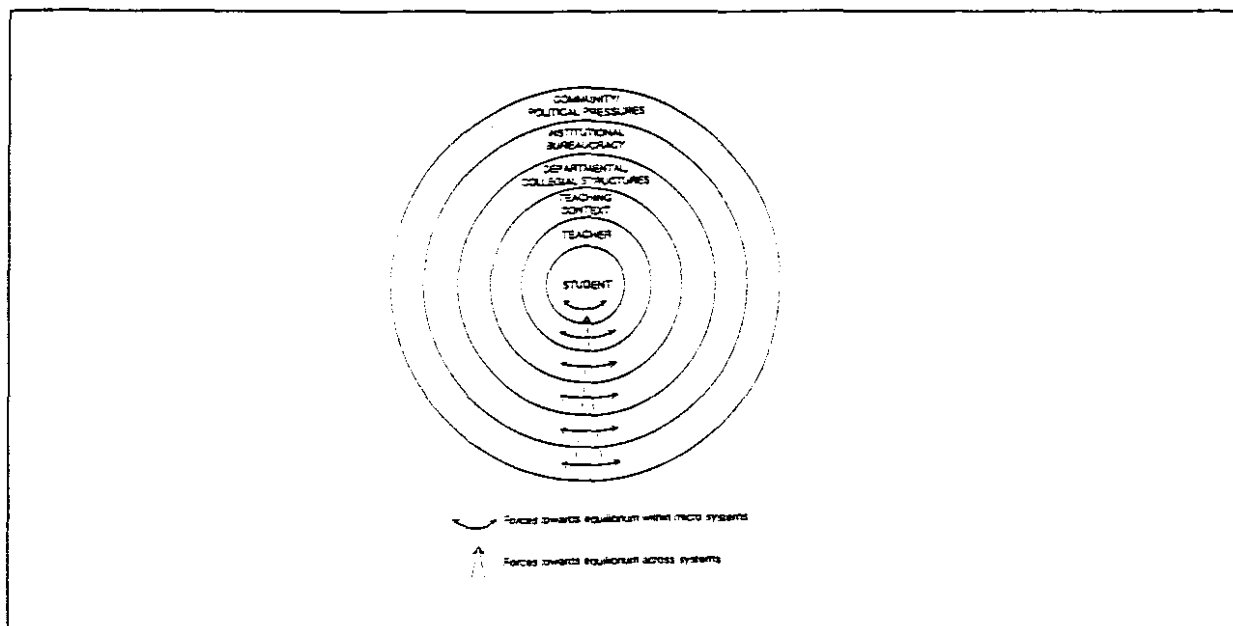 COMMUNITY/
POLITICAL PRESSURES
INSTITUTIONAL
BUREAUCRACY
DEPARTMENTAL,
COLLEGIAL STRUCTURES
TEACHING
CONTEXT
TEACHER
STUDENT
Forces towards equilibrium within micro systems
Forces towards equilibrium across systems